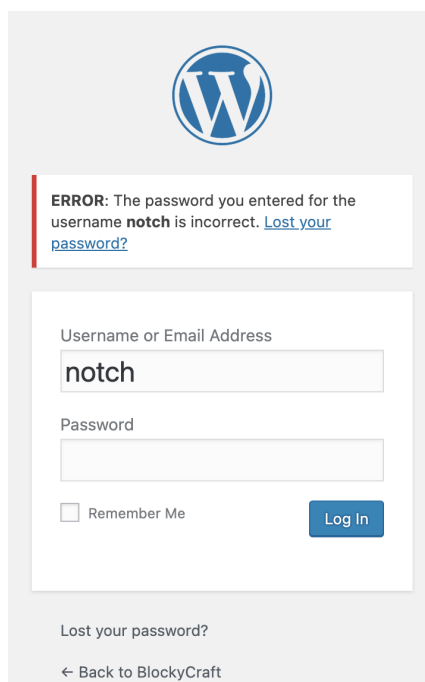 ERROR: The password you entered for the
username notch is incorrect. Lost your
password?
Username or Email Address
notch
Password
Remember Me
Log In
Lost your password?
← Back to BlockyCraft